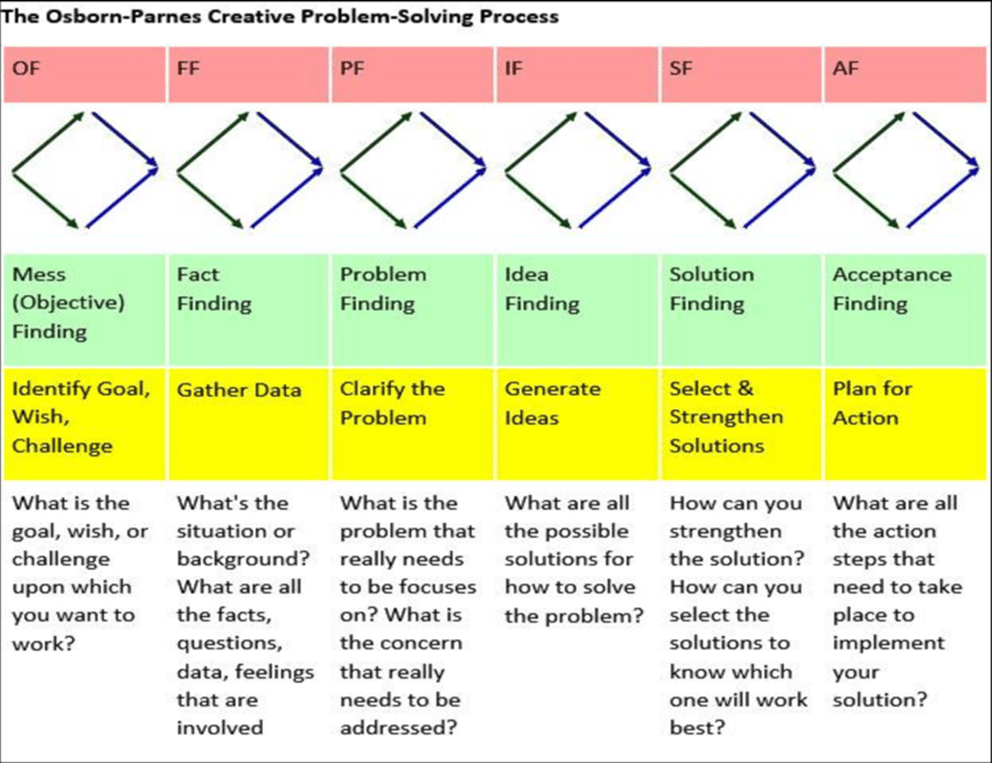 The Osborn-Parnes Creative Problem-Solving Process
OF
FF
PF
IF
SF
AF
Mess
(Objective)
Finding
Fact
Finding
Problem
Finding
Idea
Finding
Solution
Finding
Acceptance
Finding
Identify Goal,
Wish,
Challenge
Gather Data
Clarify the
Problem
Generate
Ideas
Select &
Strengthen
Solutions
Plan for
Action
What is the
goal, wish, or
challenge
upon which
you want to
work?
What's the
situation or
background?
What are all
the facts,
questions,
data, feelings
that are
involved
What is the
problem that
really needs
to be focuses
on? What is
the concern
that really
needs to be
addressed?
What are all
the possible
solutions for
how to solve
the problem?
How can you
strengthen
the solution?
How can you
select the
solutions to
know which
one will work
best?
What are all
the action
steps that
need to take
place to
implement
your
solution?